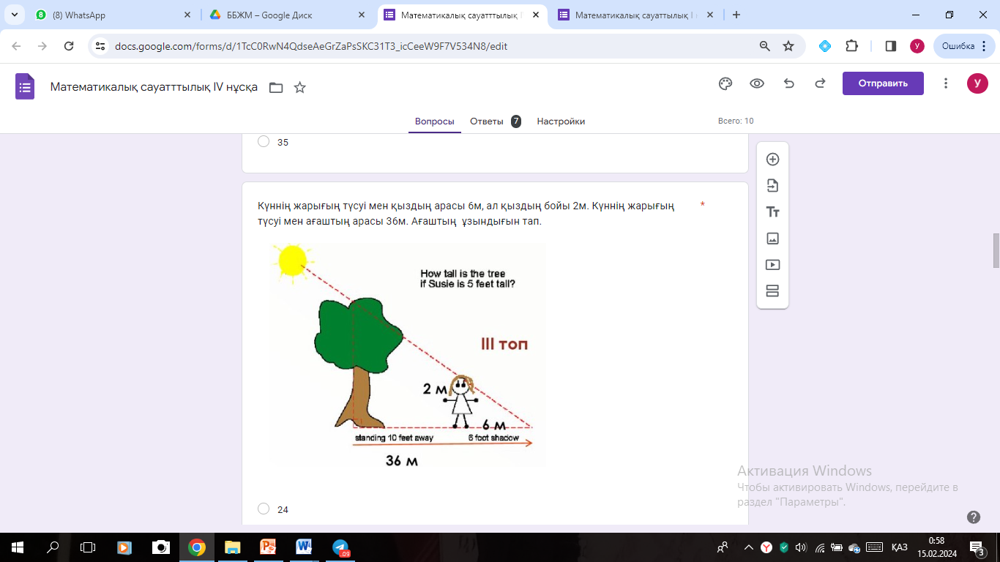 (8) WhatsApp
ББЖМ – Google Диск
Математикалық сауатттылық
Математикалық сауаттылық I
docs.google.com/forms/d/1TcC0RwN4QdseAeGrZaPsSKC31T3_icCeeW9F7V534N8/edit
Ошибка
Математикалық сауатттылық IV нұсқа
Отправить
У
Вопросы
Ответы 7
Настройки
Всего: 10
35
Күннің жарығың түсуі мен қыздың арасы 6м, ал қыздың бойы 2м. Күннің жарығың *
түсуі мен ағаштың арасы 36м. Ағаштың ұзындығын тап.
How tall is the tree
if Susie is 5 feet tall?
III топ
2 м
6 м
standing 10 feet away
6 foot shadow
36 м
24
Активация Windows
Чтобы активировать Windows, перейдите в
раздел "Параметры".
ҚАЗ
0:58
15.02.2024